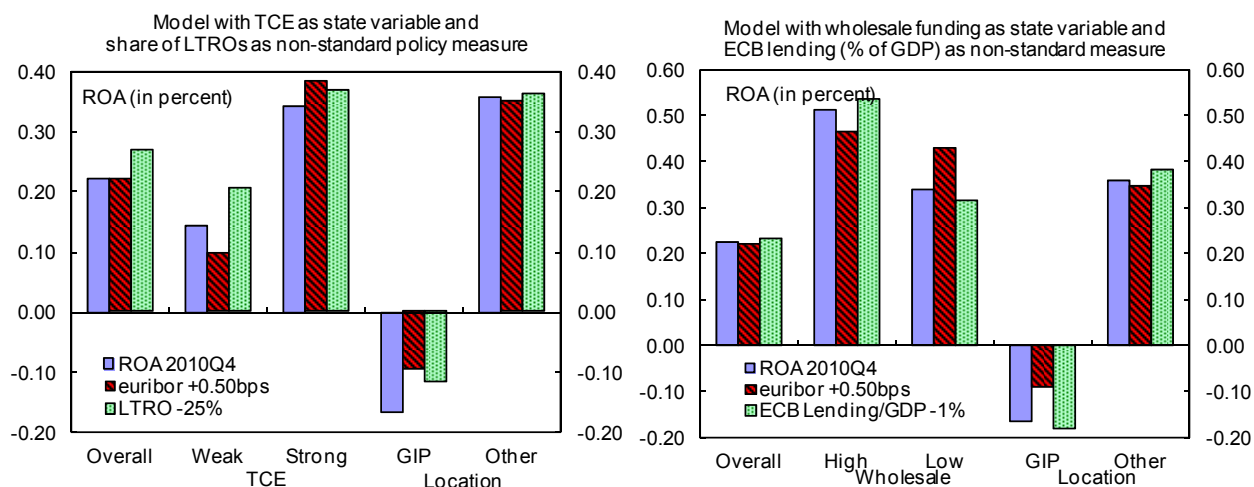 Model with TCE as state variable and
share of LTROs as non-standard policy measure
0.40
0.30
0.20
0.10
0.00
-0.10
-0.20
ROA (in percent)
ROA 2010Q4
euribor +0.50bps
LTRO -25%
0.40
0.30
0.20
0.10
0.00
-0.10
-0.20
Overall Weak Strong GIP Other
TCE Location
Model with wholesale funding as state variable and
ECB lending (% of GDP) as non-standard measure
0.60
0.50
0.40
0.30
0.20
0.10
0.00
-0.10
-0.20
ROA (in percent)
ROA 2010Q4
euribor +0.50bps
ECB Lending/GDP -1%
0.60
0.50
0.40
0.30
0.20
0.10
0.00
-0.10
-0.20
Overall High Low GIP Other
Wholesale Location